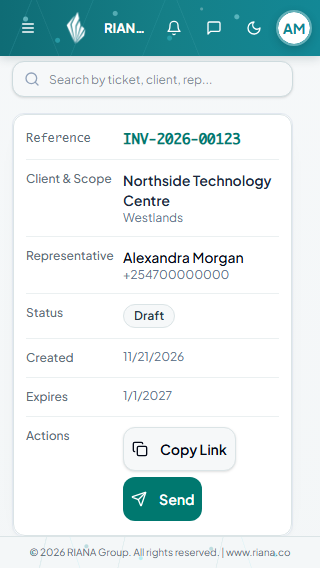 RIAN...
AM
Search by ticket, client, rep...
Reference INV-2026-00123
Client & Scope Northside Technology
Centre
Westlands
Representative Alexandra Morgan
+254700000000
Status Draft
Created 11/21/2026
Expires 1/1/2027
Actions Copy Link
Send
© 2026 RIANA Group. All rights reserved. | www.riana.co